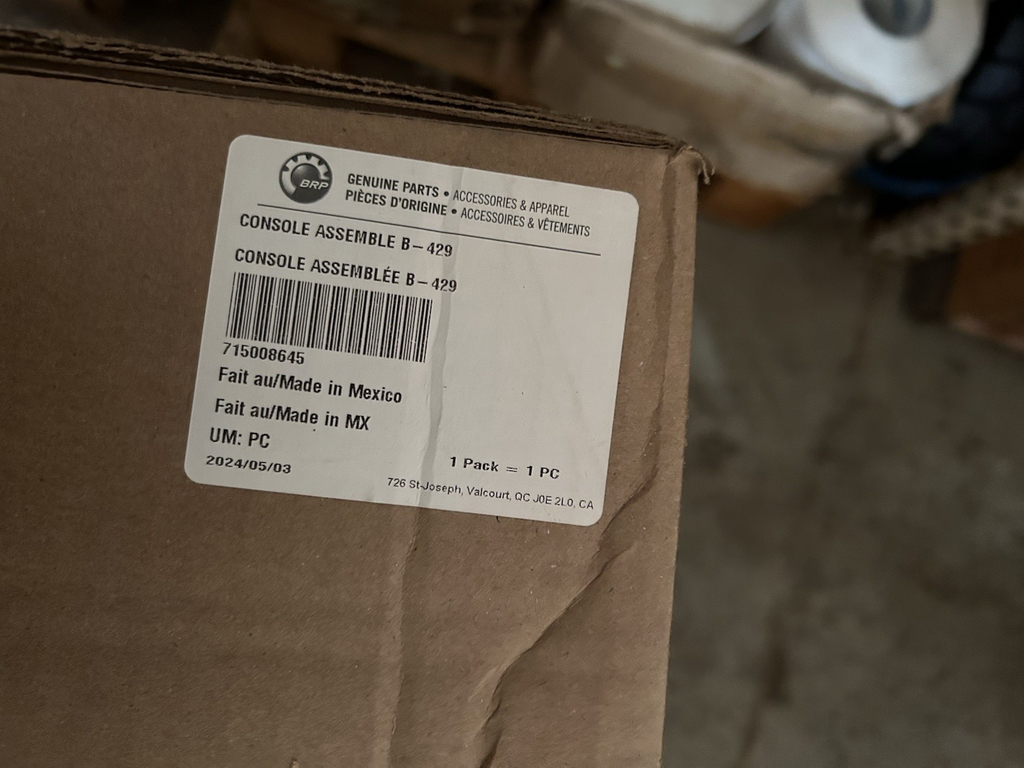 BRP
GENUINE PARTS • ACCESSORIES & APPAREL
PIÈCES D'ORIGINE • ACCESSOIRES & VÊTEMENTS
CONSOLE ASSEMBLE B-429
CONSOLE ASSEMBLÉE B-429
715008645
Fait au/Made in Mexico
Fait au/Made in MX
UM: PC
2024/05/03
1 Pack = 1 PC
726 St-Joseph, Valcourt, QC J0E 2L0, CA